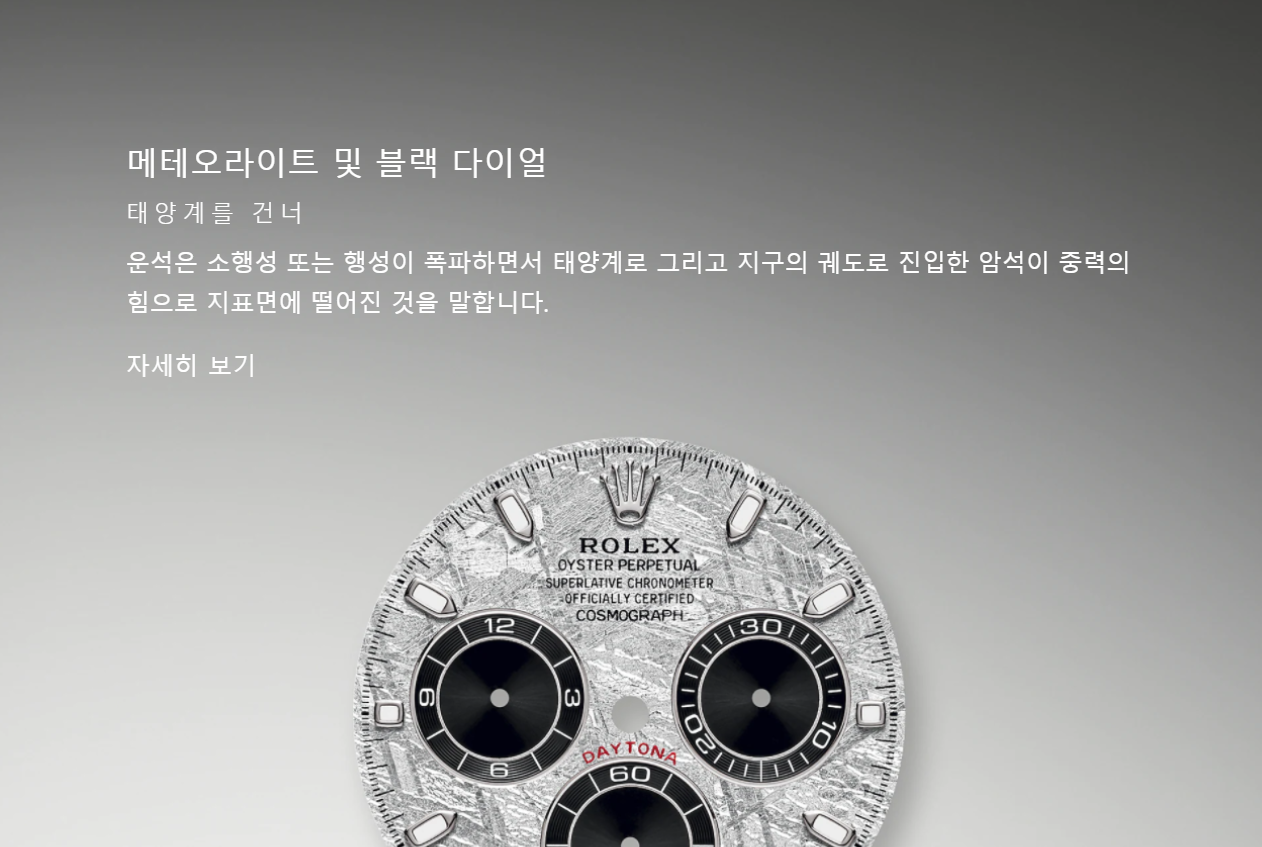 메테오라이트 및 블랙 다이얼
태양계를 건너
운석은 소행성 또는 행성이 폭파하면서 태양계로 그리고 지구의 궤도로 진입한 암석이 중력의
힘으로 지표면에 떨어진 것을 말합니다.
자세히 보기
ROLEX
OYSTER PERPETUAL
SUPERLATIVE CHRONOMETER
OFFICIALLY CERTIFIED
COSMOGRAPH
12
30
9
3
10
20
6
DAYTONA
60